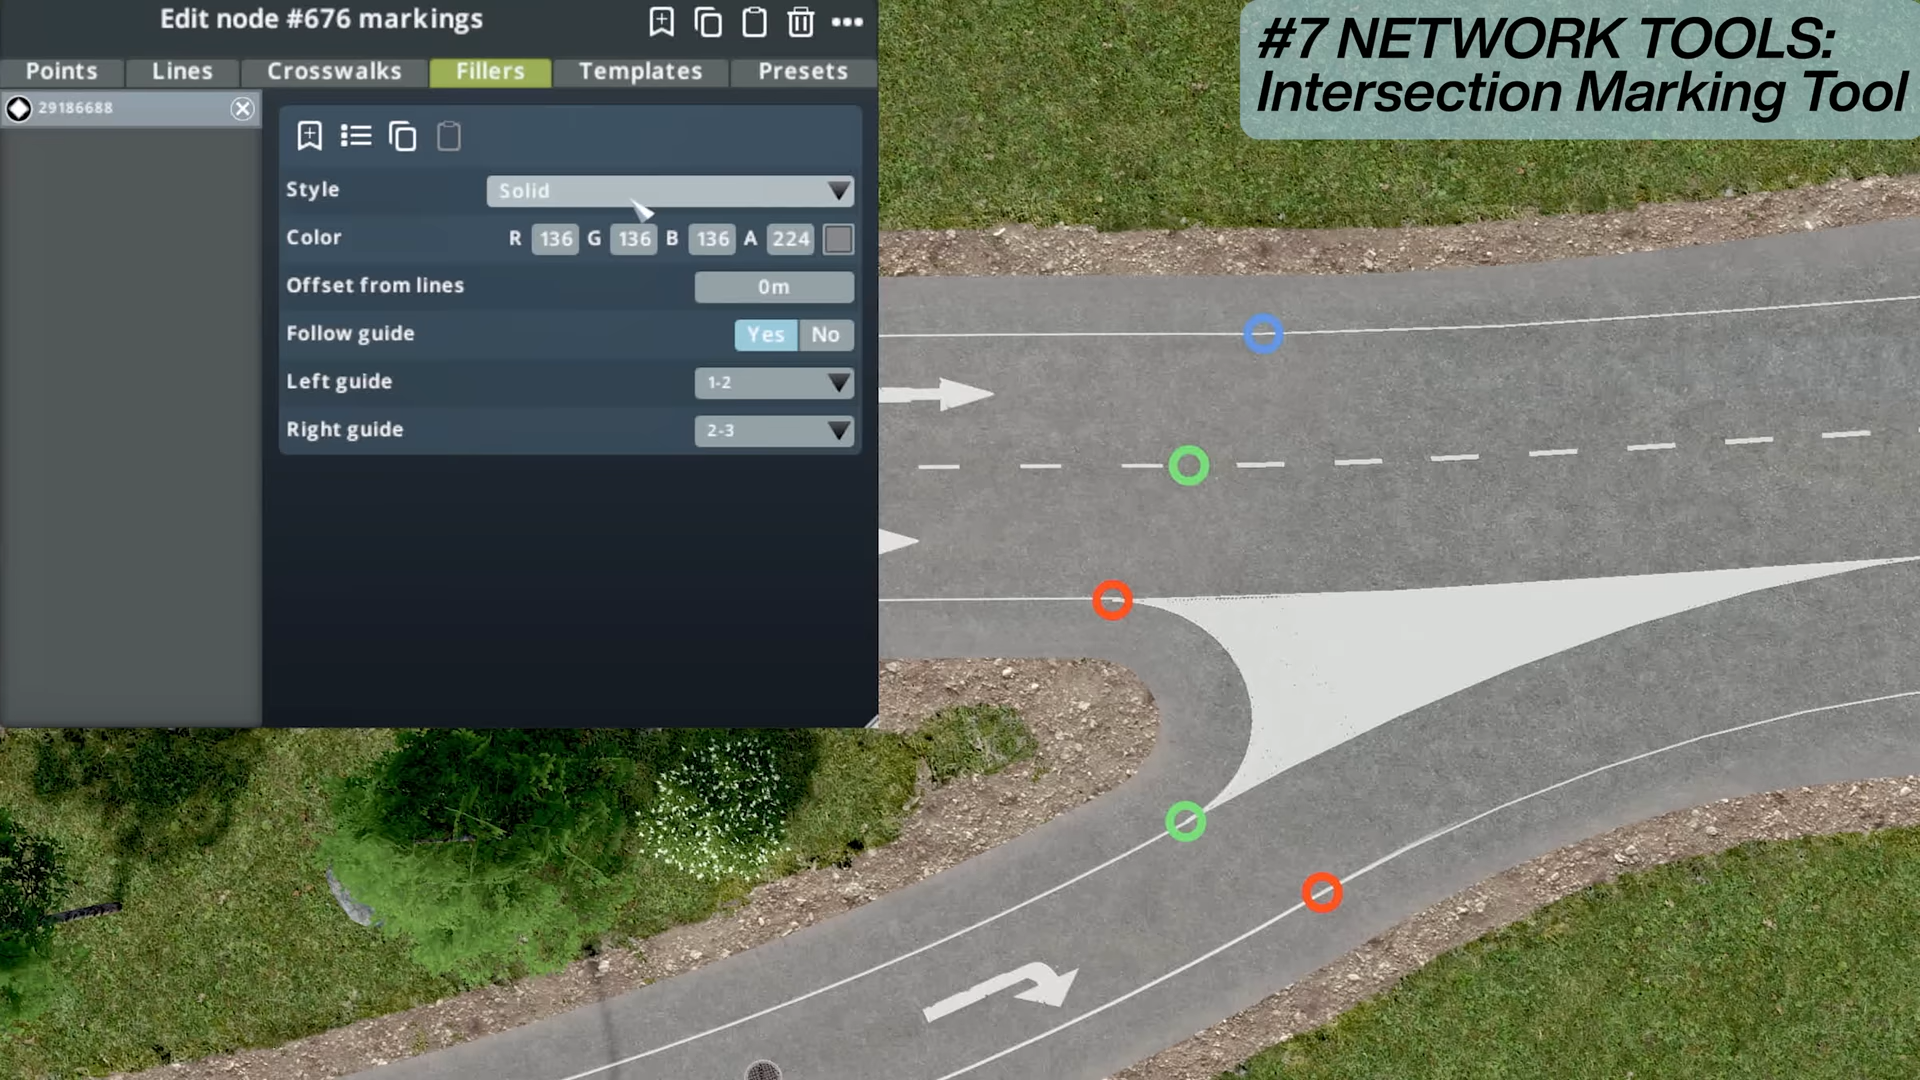 Edit node #676 markings
#7 NETWORK TOOLS:
Intersection Marking Tool
Points Lines Crosswalks Fillers Templates Presets
29186688
Style Solid
Color R 136 G 136 B 136 A 224
Offset from lines 0m
Follow guide Yes No
Left guide 1-2
Right guide 2-3